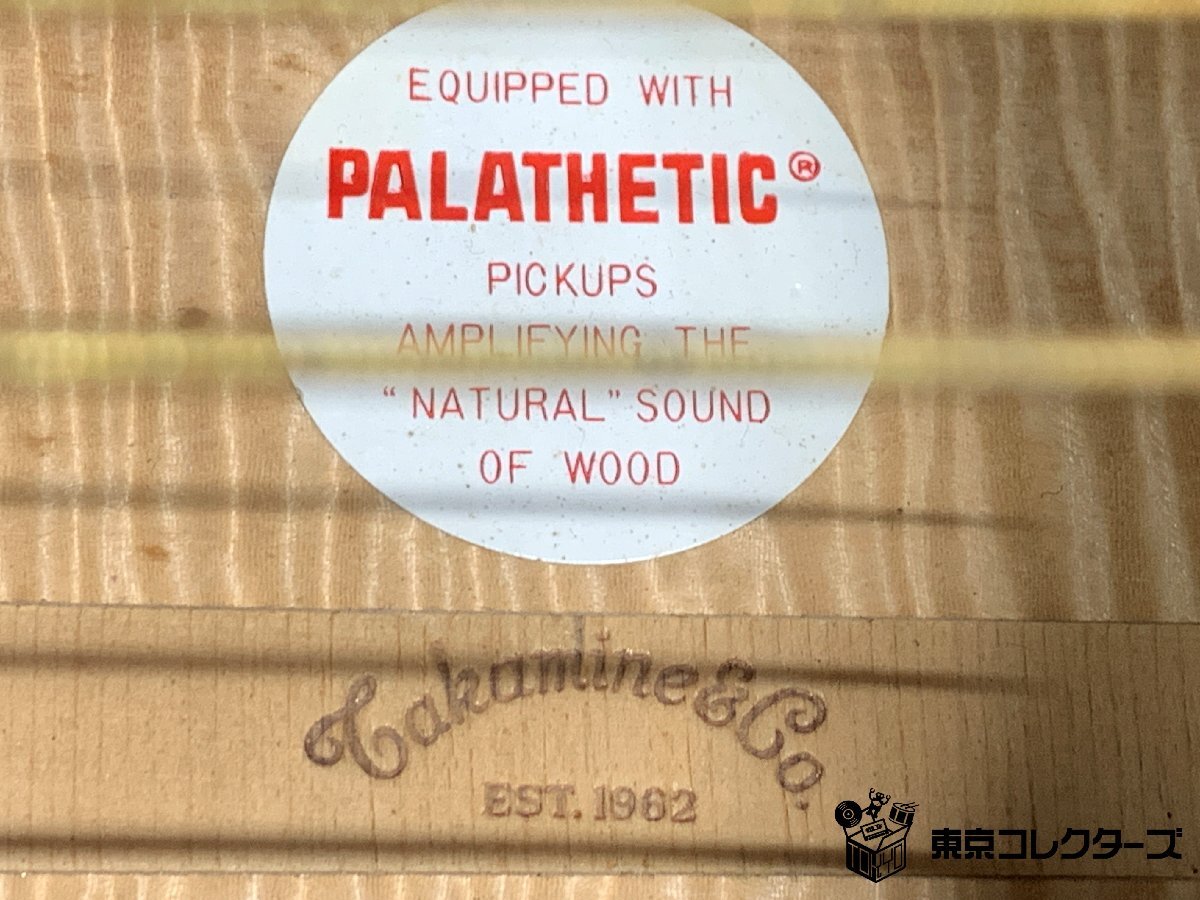 EQUIPPED WITH
PALATHETIC®
PICKUPS
AMPLIFYING THE
“NATURAL” SOUND
OF WOOD
Takamine & Co.
EST. 1962
TOKYO
東京コレクターズ